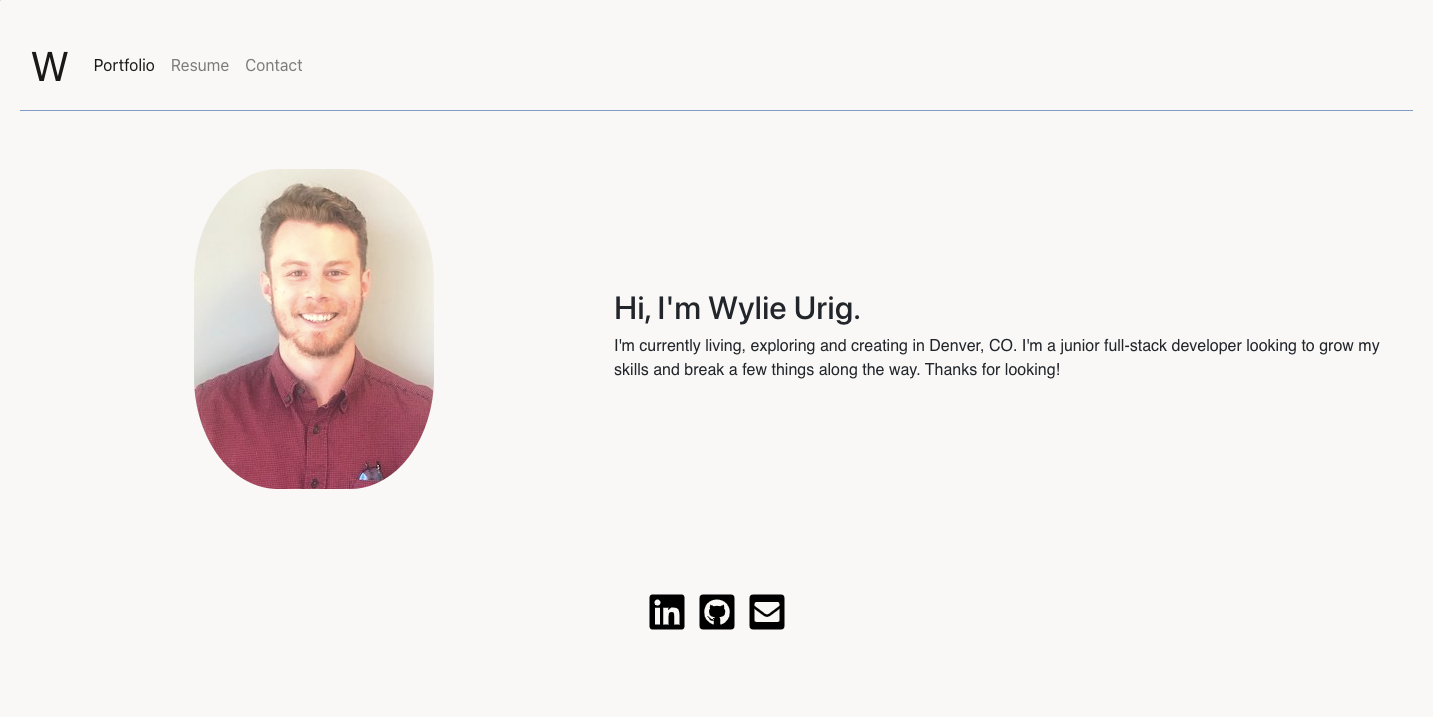 W
Portfolio Resume Contact
Hi, I'm Wylie Urig.
I'm currently living, exploring and creating in Denver, CO. I'm a junior full-stack developer looking to grow my
skills and break a few things along the way. Thanks for looking!
in